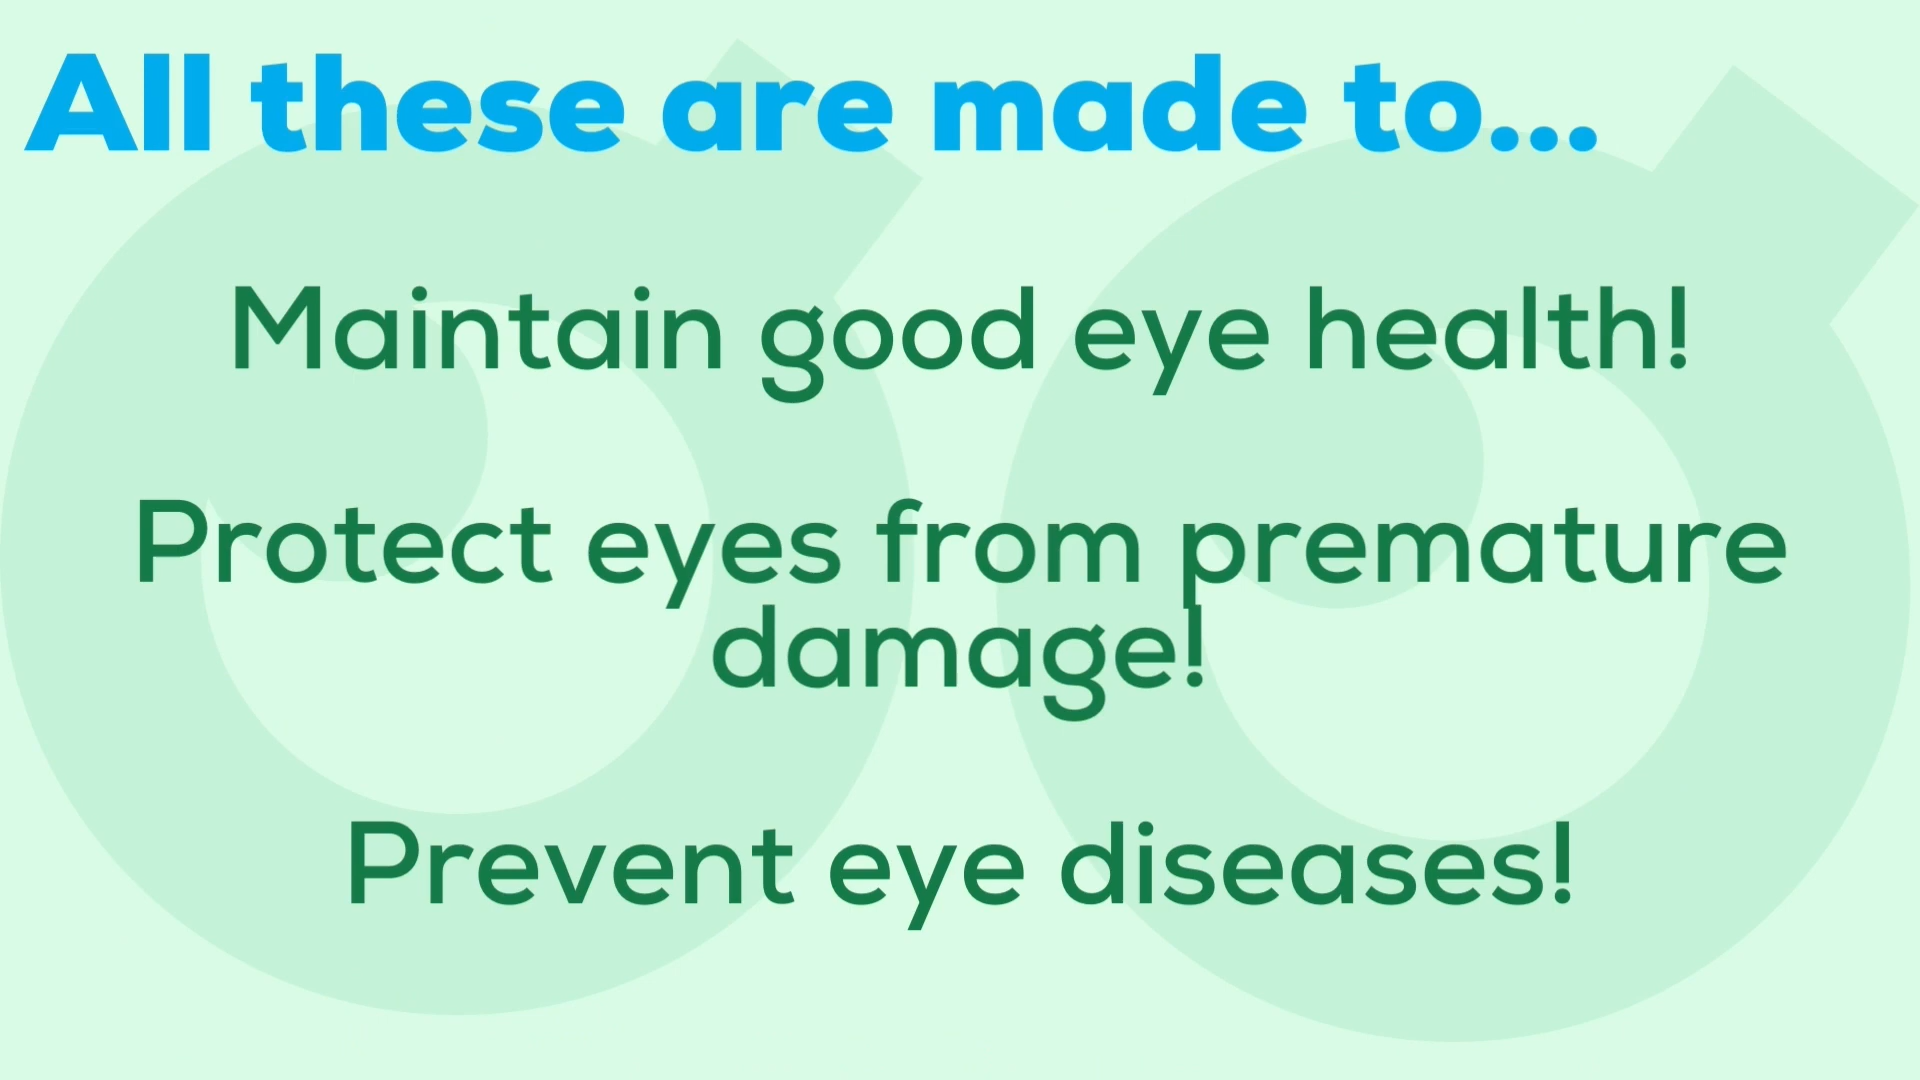 All these are made to...
Maintain good eye health!
Protect eyes from premature
damage!
Prevent eye diseases!